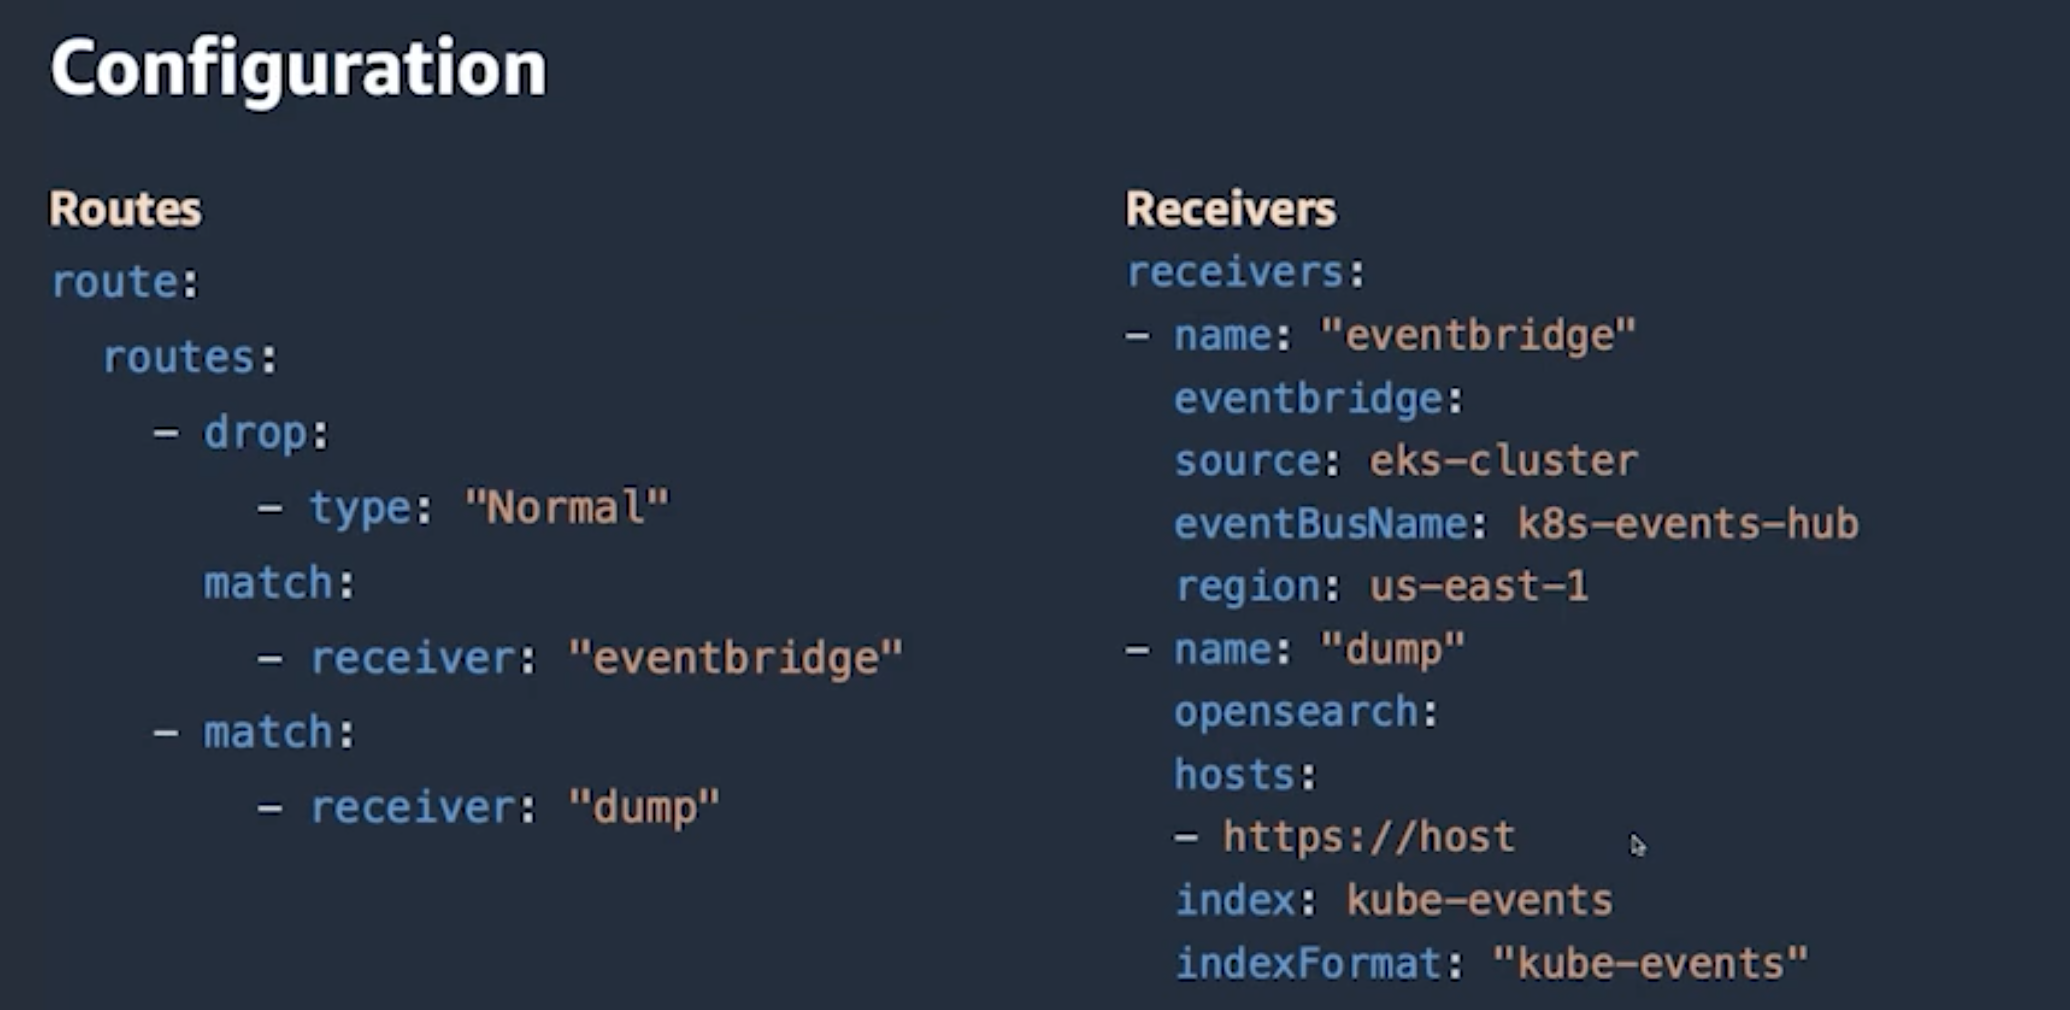 Configuration
Routes
route:
routes:
- drop:
- type: "Normal"
match:
- receiver: "eventbridge"
- match:
- receiver: "dump"
Receivers
receivers:
- name: "eventbridge"
eventbridge:
source: eks-cluster
eventBusName: k8s-events-hub
region: us-east-1
- name: "dump"
opensearch:
hosts:
- https://host
index: kube-events
indexFormat: "kube-events"